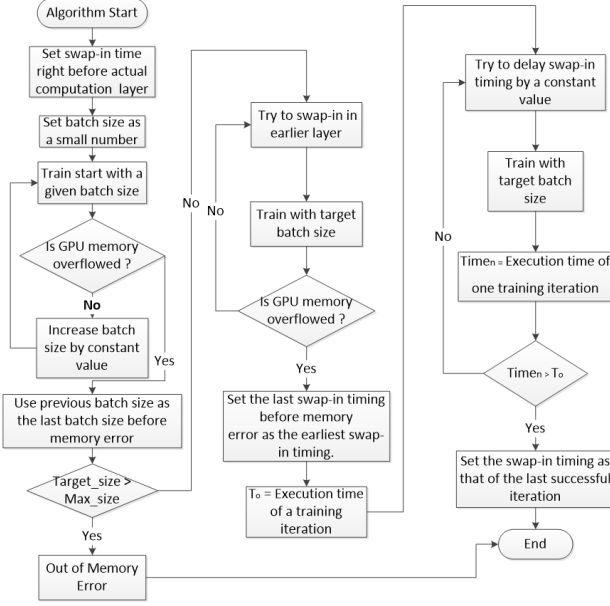 Algorithm Start
Set swap-in time
right before actual
computation  layer
Set batch size as
a small number
Train start with a
given batch size
Is GPU memory
overflowed ?
No
Increase batch
size by constant
value
Yes
Use previous batch size as
the last batch size before
memory error
Target_size >
Max_size
No
Yes
Out of Memory
Error
Try to swap-in in
earlier layer
Train with target
batch size
Is GPU memory
overflowed ?
No
Yes
Set the last swap-in timing
before memory
error as the earliest swap-
in timing.
To = Execution time
of a training
iteration
Try to delay swap-in
timing by a constant
value
Train with
target batch
size
Timen = Execution time of
one training iteration
Timen > To
No
Yes
Set the swap-in timing as
that of the last successful
iteration
End